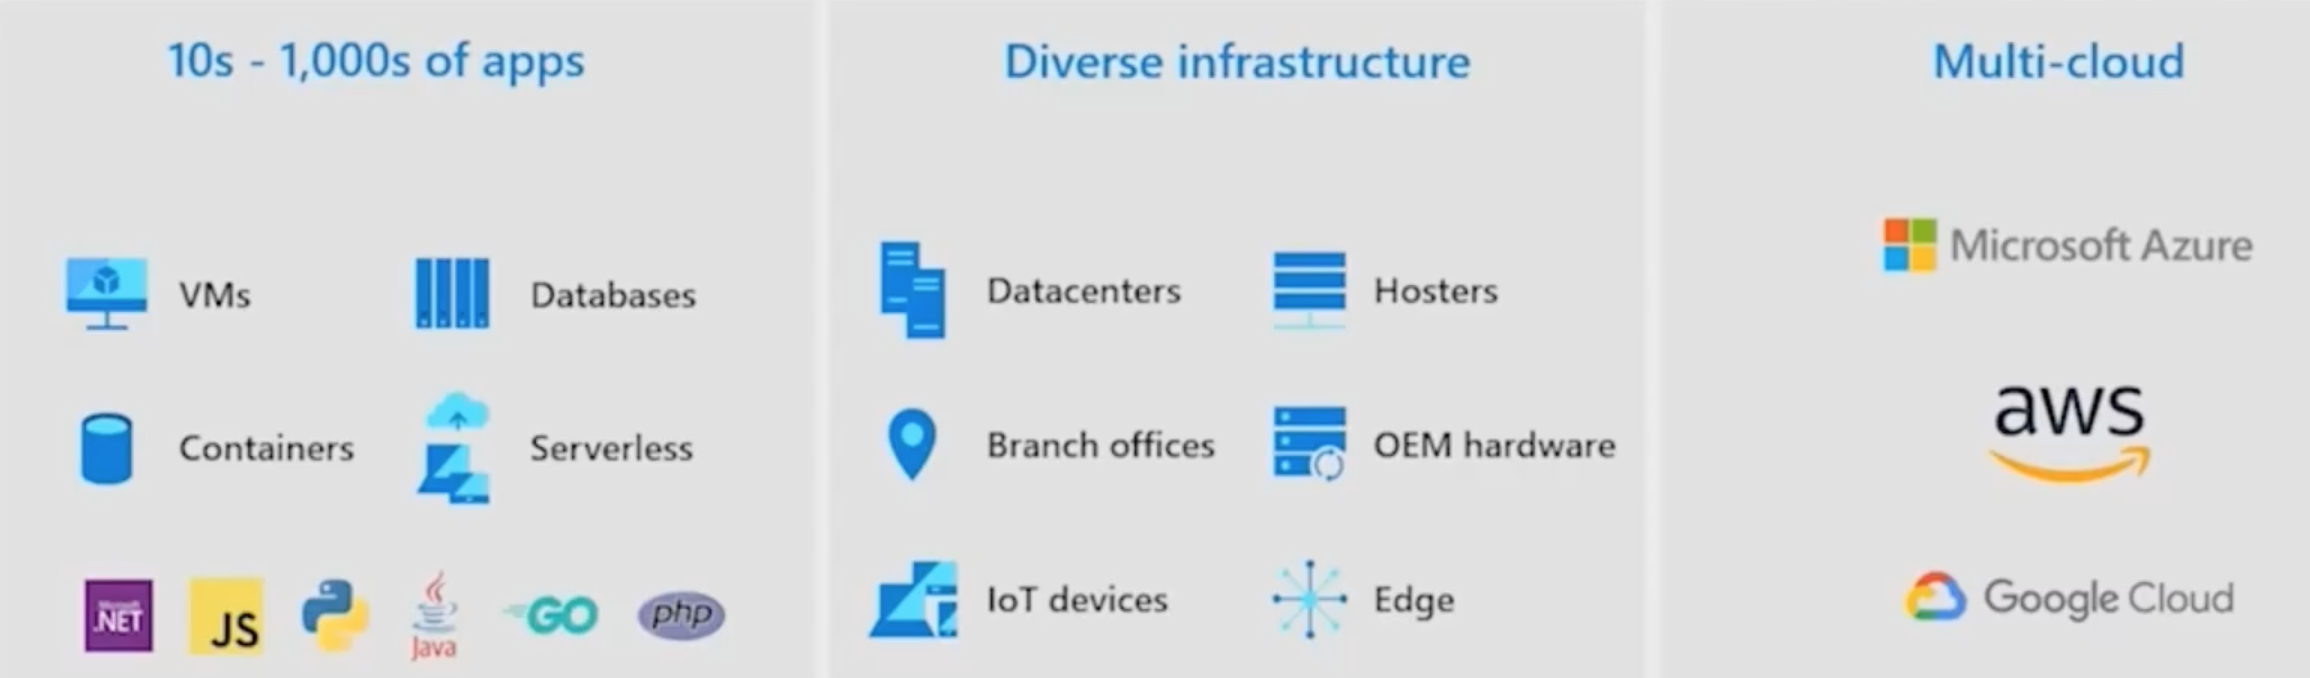 10s - 1,000s of apps
VMs
Databases
Containers
Serverless
Microsoft
.NET
JS
Java
GO
php
Diverse infrastructure
Datacenters
Hosters
Branch offices
OEM hardware
IoT devices
Edge
Multi-cloud
Microsoft Azure
aws
Google Cloud